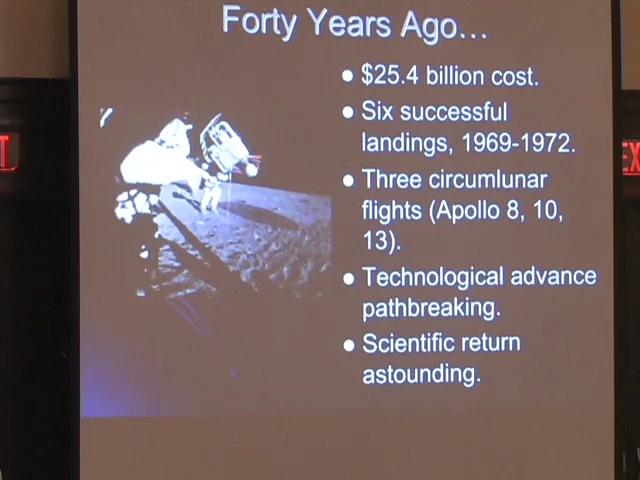 Forty Years Ago...
● $25.4 billion cost.
● Six successful
landings, 1969-1972.
● Three circumlunar
flights (Apollo 8, 10,
13).
● Technological advance
pathbreaking.
● Scientific return
astounding.
T
EX